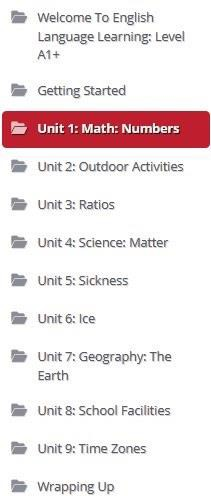 Welcome To English
Language Learning: Level
A1+
Getting Started
Unit 1: Math: Numbers
Unit 2: Outdoor Activities
Unit 3: Ratios
Unit 4: Science: Matter
Unit 5: Sickness
Unit 6: Ice
Unit 7: Geography: The
Earth
Unit 8: School Facilities
Unit 9: Time Zones
Wrapping Up